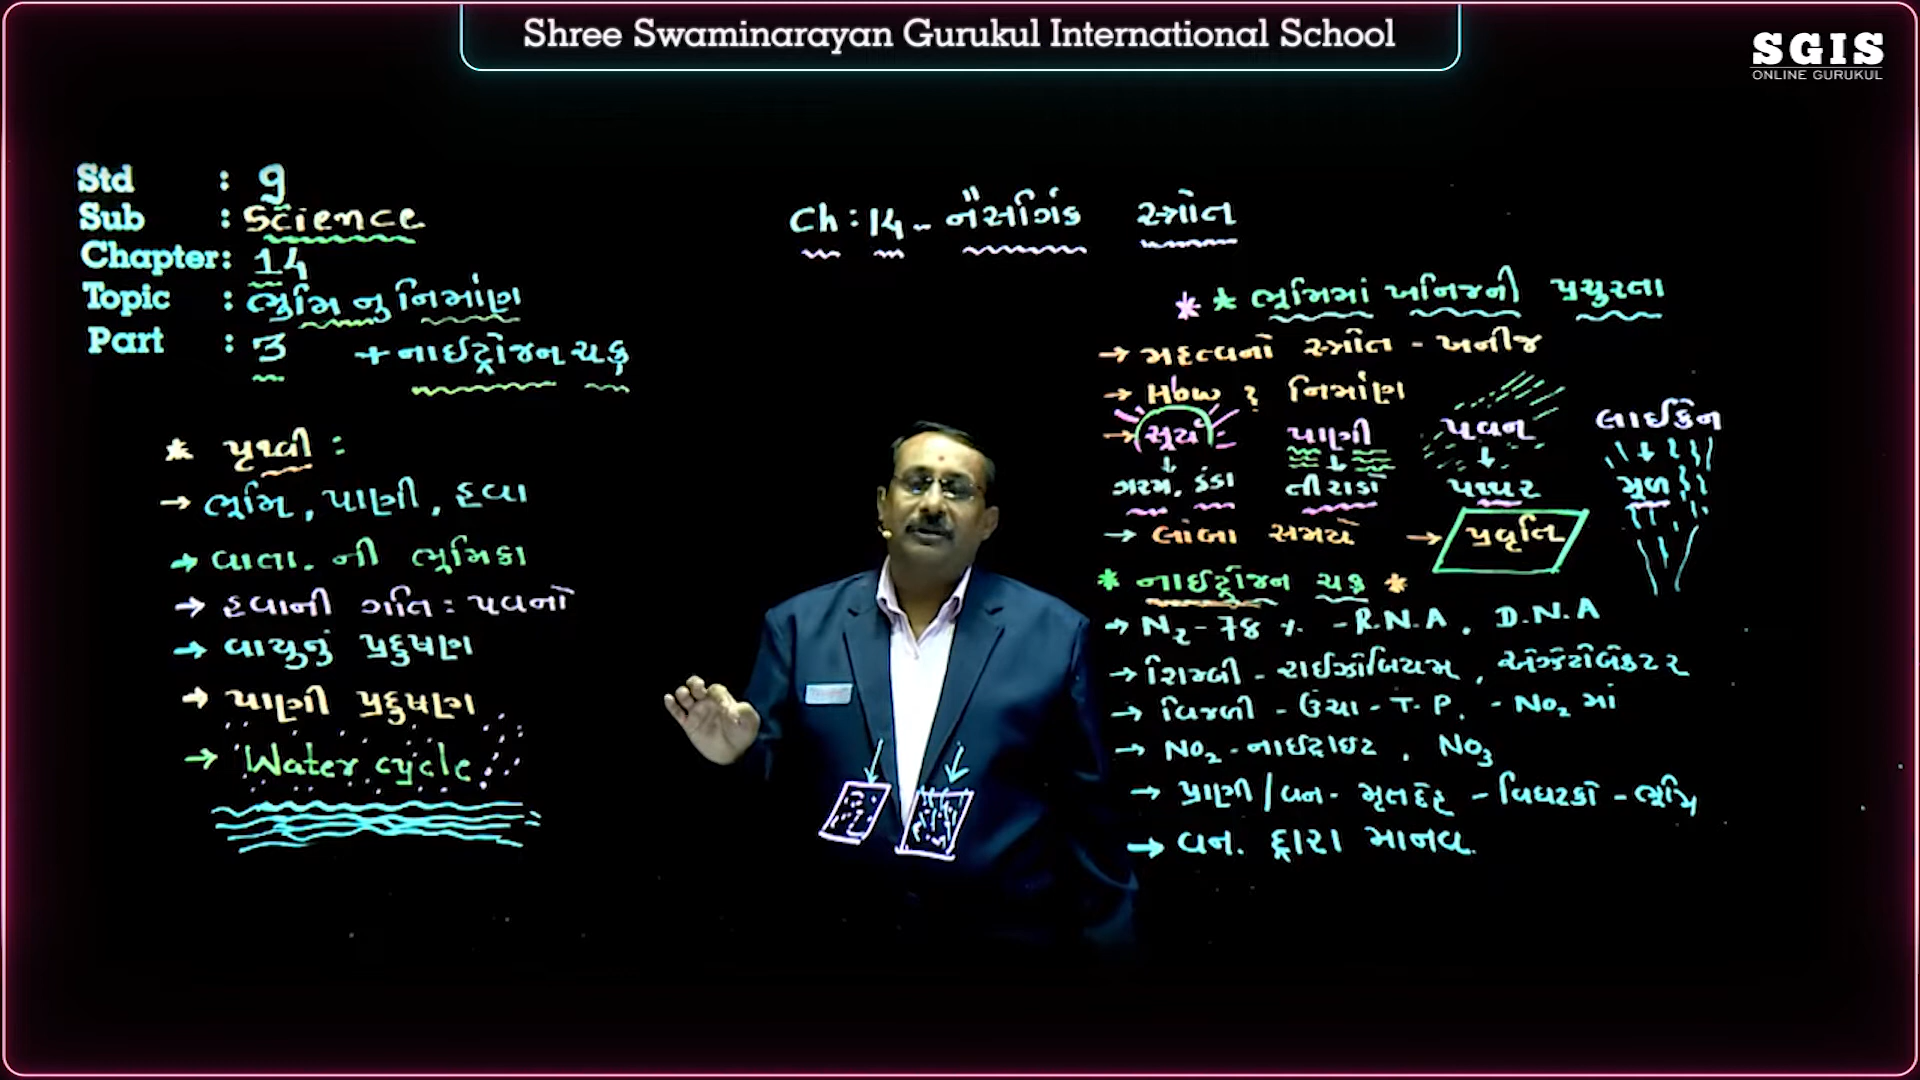 Shree Swaminarayan Gurukul International School
SGIS
ONLINE GURUKUL
Std : 9
Sub : Science
Chapter: 14
Topic : ભુમિ નુ નિર્માણ
Part : 3 + નાઈટ્રોજન ચક્ર
* પૃથ્વી :
→ ભૂમિ, પાણી, હવા
→ વાતા. ની ભૂમિકા
→ હવાની ગતિ : પવનો
→ વાયુનું પ્રદુષણ
→ પાણી પ્રદુષણ
→ Water cycle
Ch : 14 - નૈસર્ગિક સ્ત્રોત
* * ભૂમિમાં ખનિજની પ્રચુરતા
→ મહત્વનો સ્ત્રોત - ખનીજ
→ How ? નિર્માણ
→ સૂર્ય પાણી પવન લાઈકેન
↓ ↓ ↓ ↓
ગરમ, ઠંડા તીરાડો પથ્થર મૂળ
→ લાંબા સમયે → પ્રવૃતિ
* નાઈટ્રોજન ચક્ર *
→ N₂ - 78 %. - R.N.A, D.N.A
→ શિમ્બી - રાઈઝોબિયમ, એઝેટોબેક્ટર
→ વિજળી - ઉંચા - T. P. - NO₂ માં
→ NO₂ - નાઈટ્રાઇટ, NO₃
→ પ્રાણી / વન - મૃતદેહ - વિઘટકો - ભૂમિ
→ વન. દ્વારા માનવ.